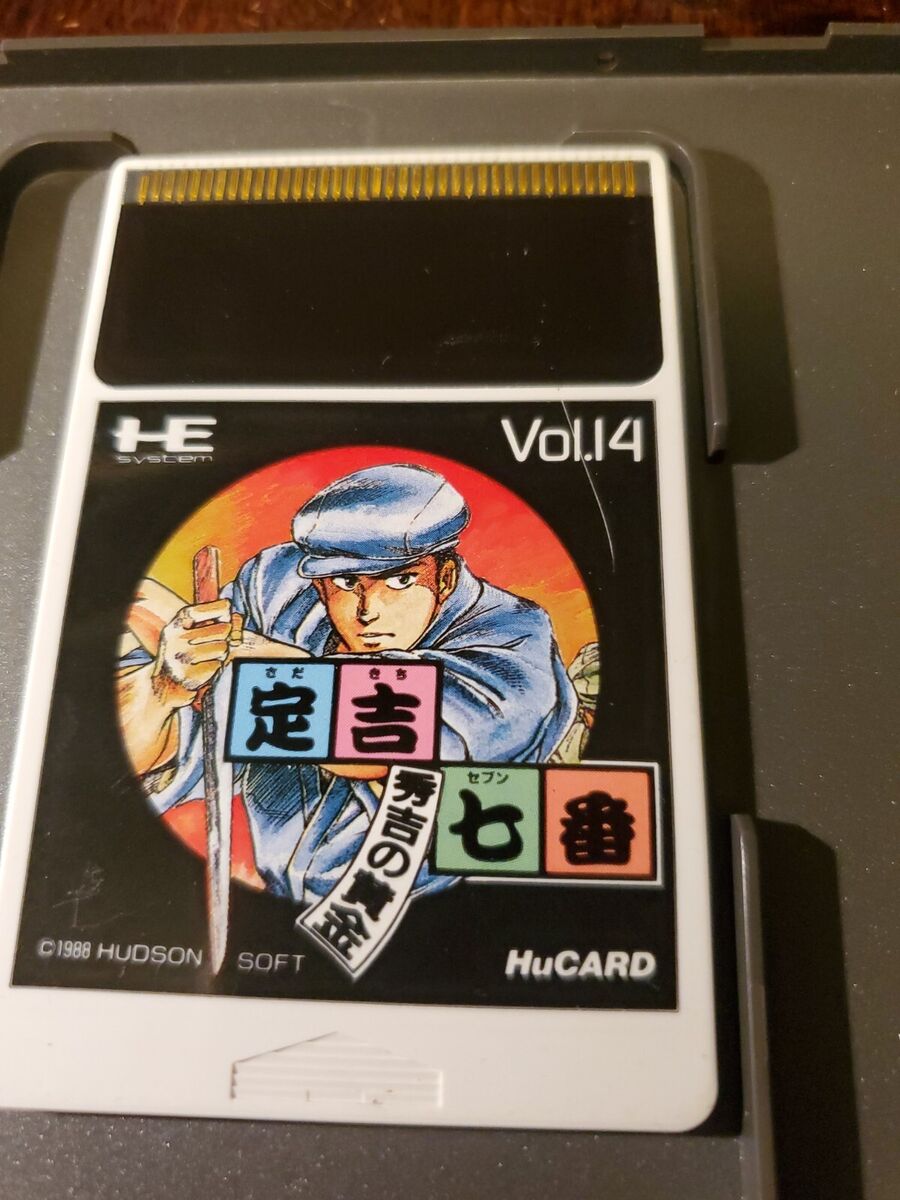 HE
system
Vol.14
さだ きち
定吉
セブン
七番
秀吉の黄金
©1988 HUDSON SOFT
HuCARD